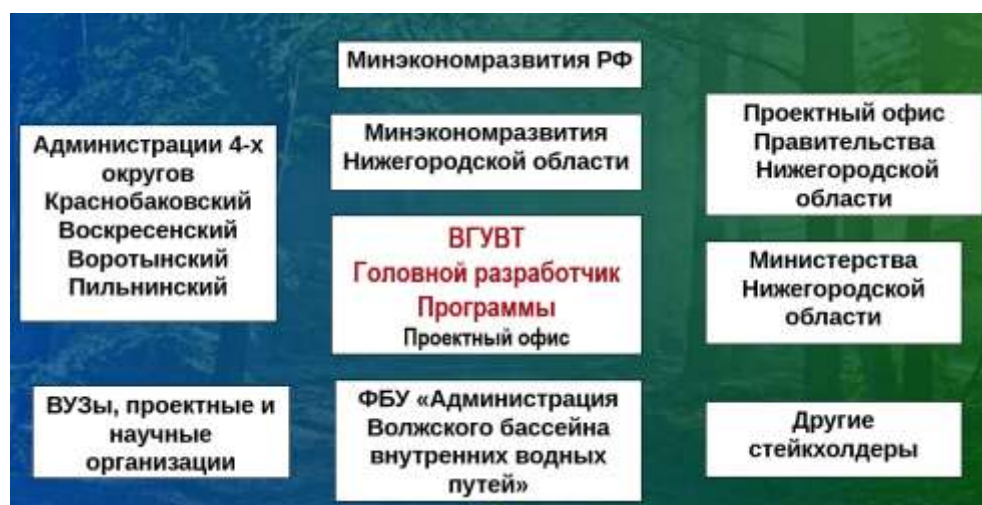 Минэкономразвития РФ
Администрации 4-х
округов
Краснобаковский
Воскресенский
Воротынский
Пильнинский
Минэкономразвития
Нижегородской области
Проектный офис
Правительства
Нижегородской
области
ВГУВТ
Головной разработчик
Программы
Проектный офис
Министерства
Нижегородской
области
ВУЗы, проектные и
научные
организации
ФБУ «Администрация
Волжского бассейна
внутренних водных
путей»
Другие
стейкхолдеры